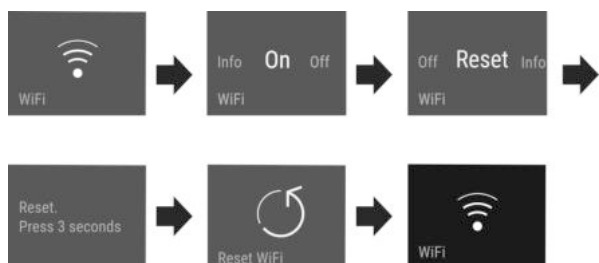 WiFi
Info On Off
WiFi
Off Reset Info
WiFi
Reset.
Press 3 seconds
Reset WiFi
WiFi